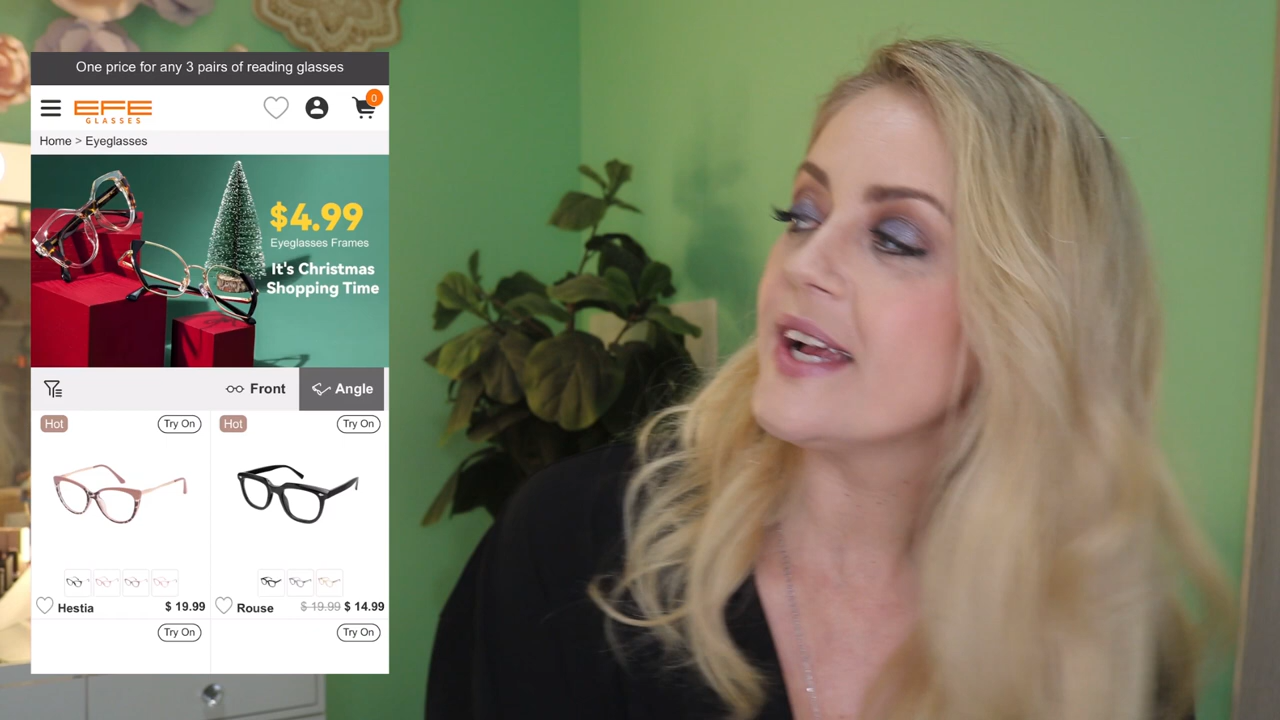 One price for any 3 pairs of reading glasses
EFE
GLASSES
0
Home > Eyeglasses
$4.99
Eyeglasses Frames
It's Christmas
Shopping Time
Front
Angle
Hot
Try On
Hot
Try On
Hestia
$ 19.99
Rouse
$ 19.99 $ 14.99
Try On
Try On